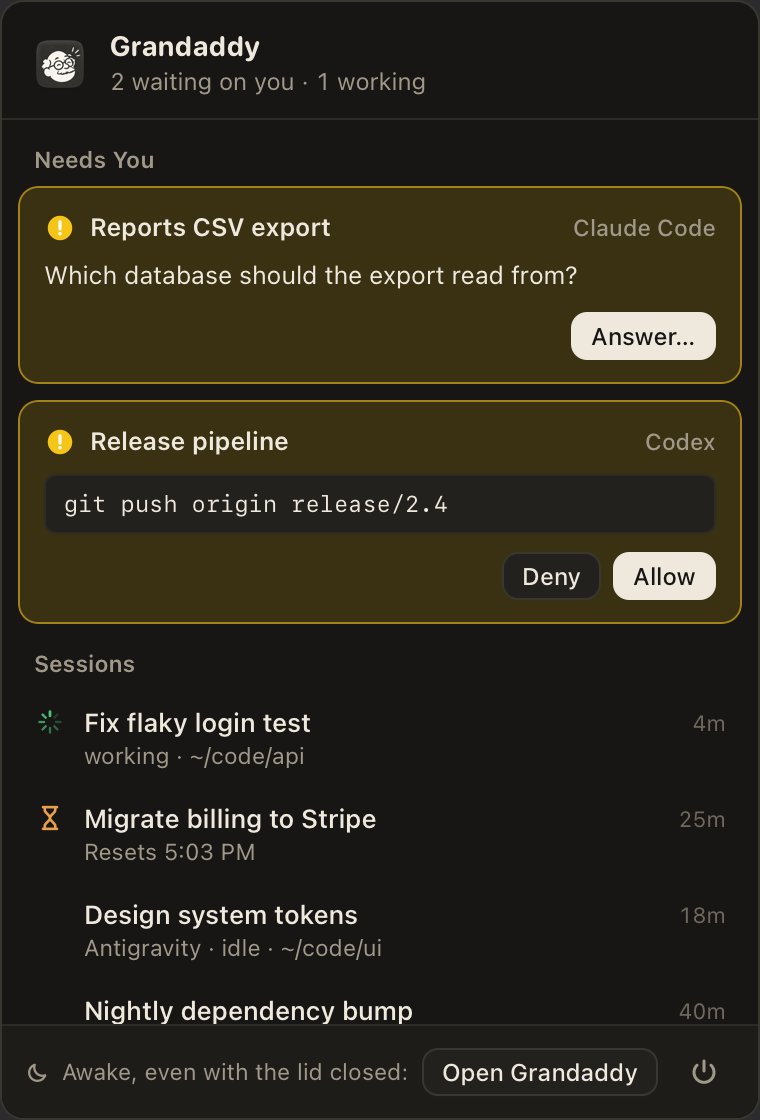 Grandaddy
2 waiting on you · 1 working
Needs You
Reports CSV export
Claude Code
Which database should the export read from?
Answer...
Release pipeline
Codex
git push origin release/2.4
Deny
Allow
Sessions
Fix flaky login test
4m
working · ~/code/api
Migrate billing to Stripe
25m
Resets 5:03 PM
Design system tokens
18m
Antigravity · idle · ~/code/ui
Nightly dependency bump
40m
Awake, even with the lid closed:
Open Grandaddy